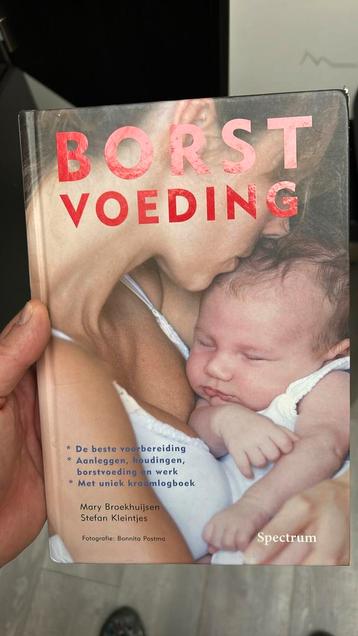 BORST
VOEDING
* De beste voorbereiding
* Aanleggen, houdingen,
borstvoeding en werk
* Met uniek kraamlogboek
Mary Broekhuijsen
Stefan Kleintjes
Fotografie: Bonnita Postma
Spectrum